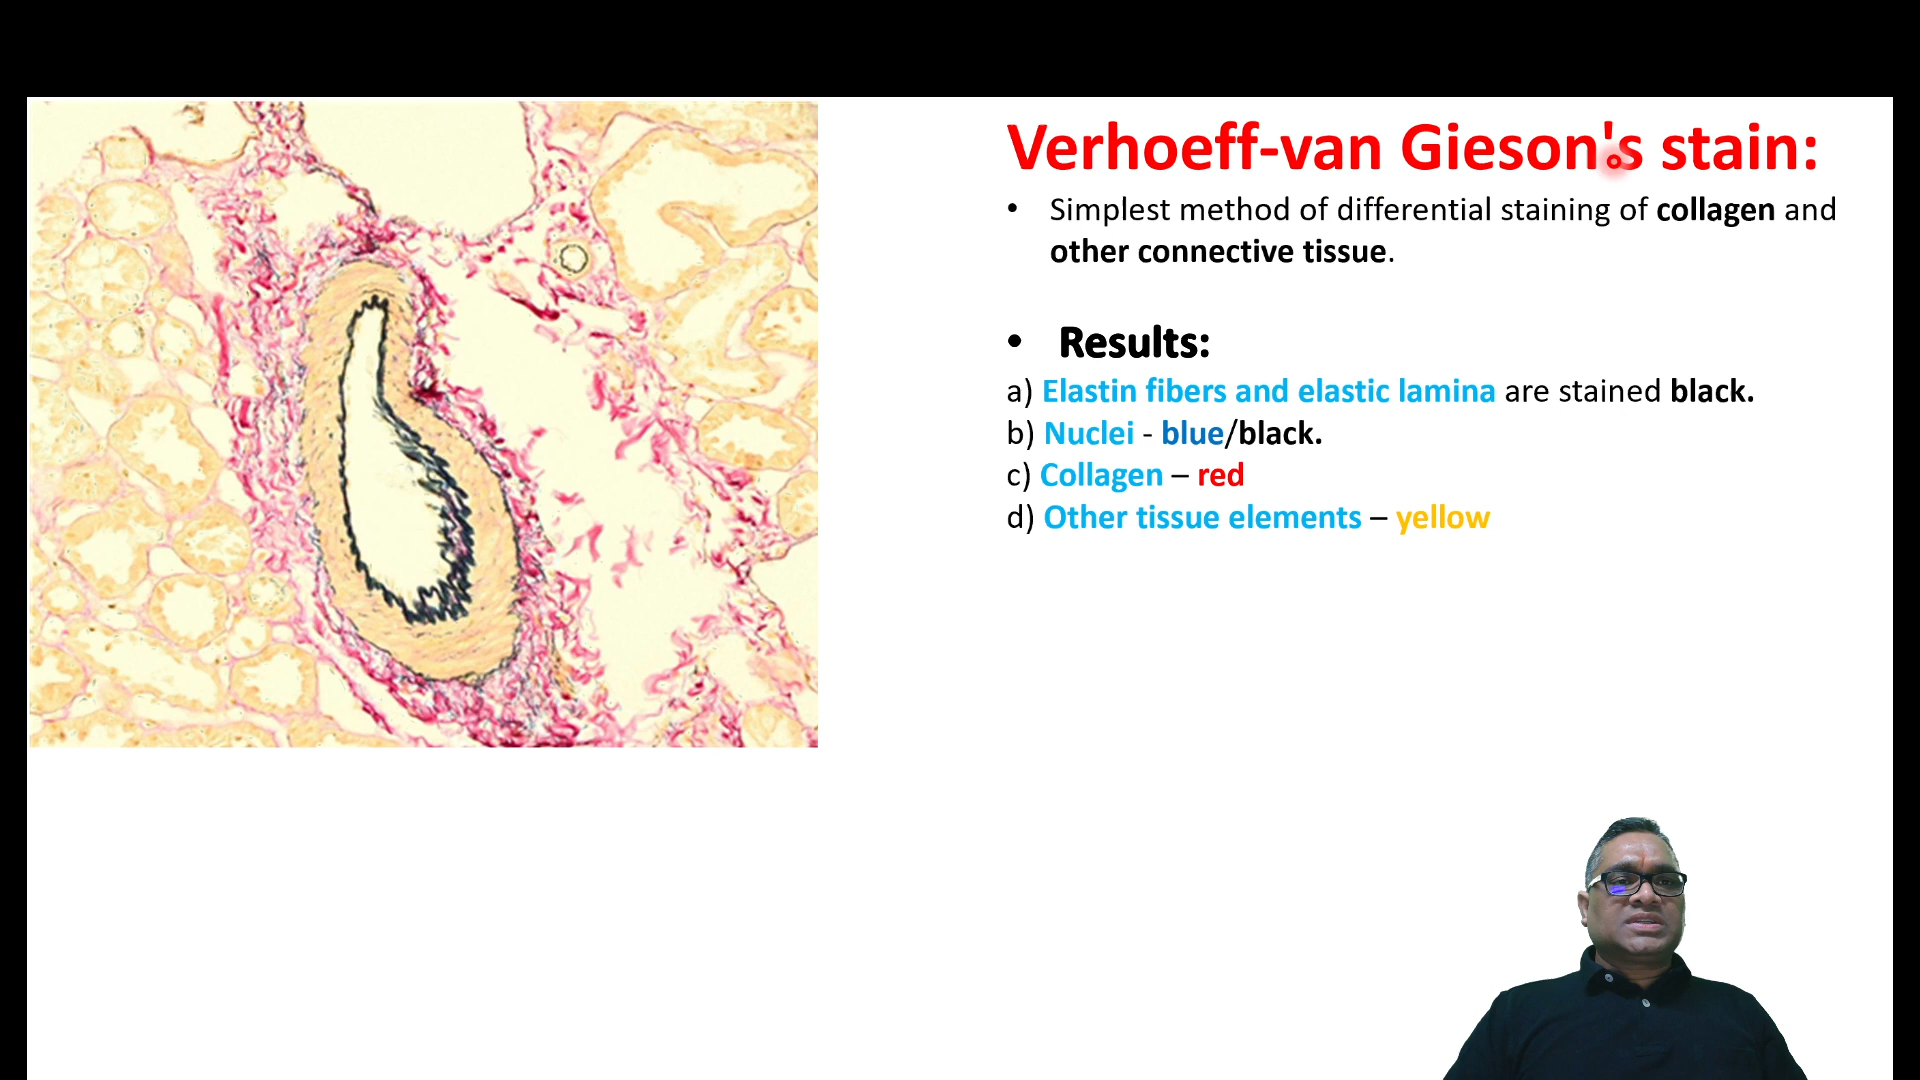 Verhoeff-van Gieson's stain:
• Simplest method of differential staining of collagen and
other connective tissue.
• Results:
a) Elastin fibers and elastic lamina are stained black.
b) Nuclei - blue/black.
c) Collagen – red
d) Other tissue elements – yellow